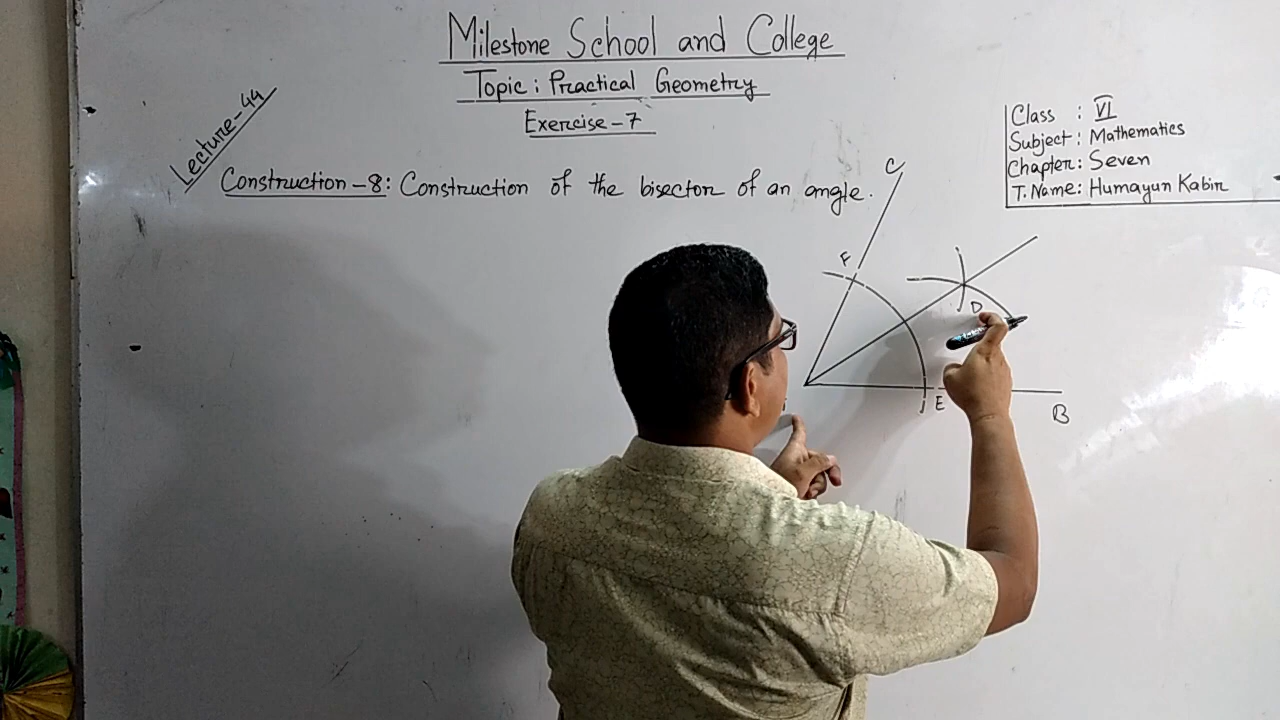 Milestone School and College
Topic: Practical Geometry
Exercise-7
Lecture-44
Class : VI
Subject: Mathematics
Chapter: Seven
T. Name: Humayun Kabir
Construction-8: Construction of the bisector of an angle.
C
F
D
E
B